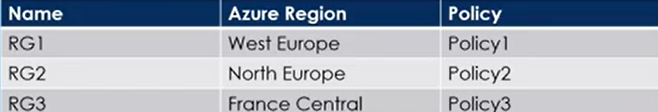 Name Azure Region Policy
RG1 West Europe Policy1
RG2 North Europe Policy2
RG3 France Central Policy3